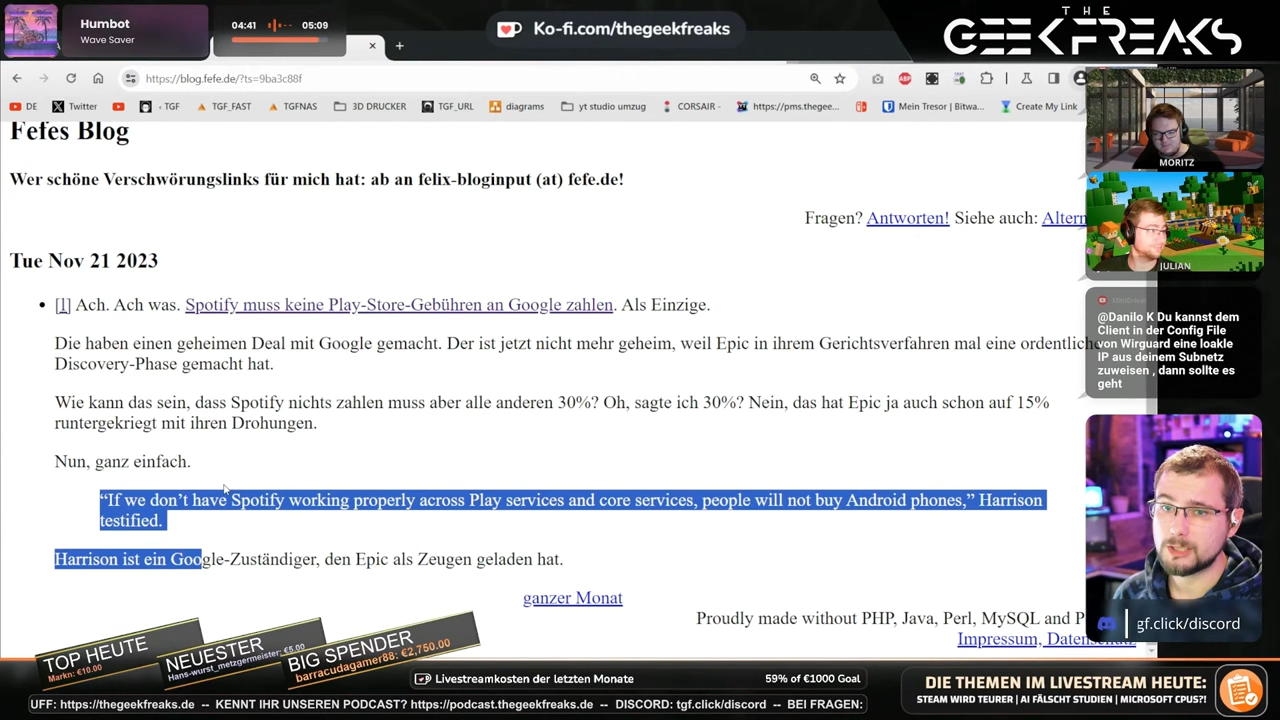 Humbot
Wave Saver
04:41
05:09
Ko-fi.com/thegeekfreaks
THE
GEEKFREAKS
https://blog.fefe.de/?ts=9ba3c88f
ABP
DE
Twitter
‹ TGF
TGF_FAST
TGFNAS
3D DRUCKER
TGF_URL
diagrams
yt studio umzug
CORSAIR -
https://pms.thegee...
Mein Tresor | Bitwa...
Create My Link
Fefes Blog
Wer schöne Verschwörungslinks für mich hat: ab an felix-bloginput (at) fefe.de!
Fragen? Antworten! Siehe auch: Altern
Tue Nov 21 2023
[l] Ach. Ach was. Spotify muss keine Play-Store-Gebühren an Google zahlen. Als Einzige.
Die haben einen geheimen Deal mit Google gemacht. Der ist jetzt nicht mehr geheim, weil Epic in ihrem Gerichtsverfahren mal eine ordentliche
Discovery-Phase gemacht hat.
Wie kann das sein, dass Spotify nichts zahlen muss aber alle anderen 30%? Oh, sagte ich 30%? Nein, das hat Epic ja auch schon auf 15%
runtergekriegt mit ihren Drohungen.
Nun, ganz einfach.
“If we don’t have Spotify working properly across Play services and core services, people will not buy Android phones,” Harrison
testified.
Harrison ist ein Google-Zuständiger, den Epic als Zeugen geladen hat.
ganzer Monat
Proudly made without PHP, Java, Perl, MySQL and P
Impressum, Datenschutz
MORITZ
JULIAN
@Danilo K Du kannst dem
Client in der Config File
von Wirguard eine loakle
IP aus deinem Subnetz
zuweisen , dann sollte es
geht
gf.click/discord
TOP HEUTE
Markn: €10.00
NEUESTER
Hans-wurst_metzgermeister: €5.00
BIG SPENDER
barracudagamer88: €2,750.00
Livestreamkosten der letzten Monate
59% of €1000 Goal
UFF: https://thegeekfreaks.de -- KENNT IHR UNSEREN PODCAST? https://podcast.thegeekfreaks.de -- DISCORD: tgf.click/discord -- BEI FRAGEN:
DIE THEMEN IM LIVESTREAM HEUTE:
STEAM WIRD TEURER | AI FÄLSCHT STUDIEN | MICROSOFT CPUS?!